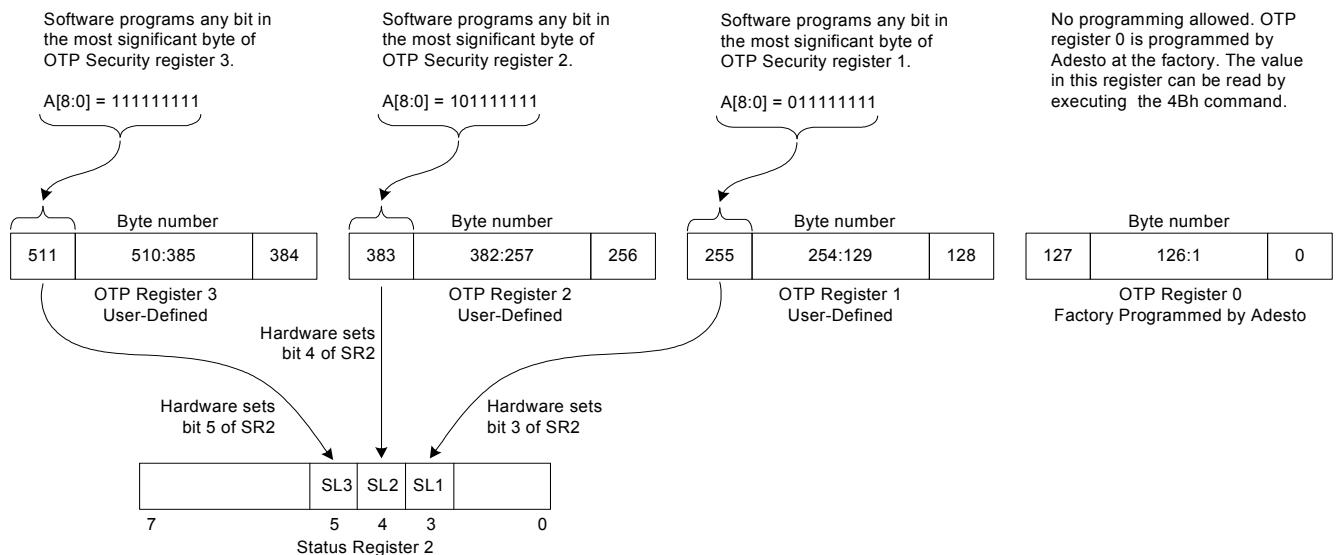 Software programs any bit in
the most significant byte of
OTP Security register 3.
A[8:0] = 111111111
Software programs any bit in
the most significant byte of
OTP Security register 2.
A[8:0] = 101111111
Software programs any bit in
the most significant byte of
OTP Security register 1.
A[8:0] = 011111111
No programming allowed. OTP
register 0 is programmed by
Adesto at the factory. The value
in this register can be read by
executing the 4Bh command.
Byte number
511 510:385 384
OTP Register 3
User-Defined
Byte number
383 382:257 256
OTP Register 2
User-Defined
Byte number
255 254:129 128
OTP Register 1
User-Defined
Byte number
127 126:1 0
OTP Register 0
Factory Programmed by Adesto
Hardware sets
bit 5 of SR2
Hardware sets
bit 4 of SR2
Hardware sets
bit 3 of SR2
SL3 SL2 SL1
7 5 4 3 0
Status Register 2